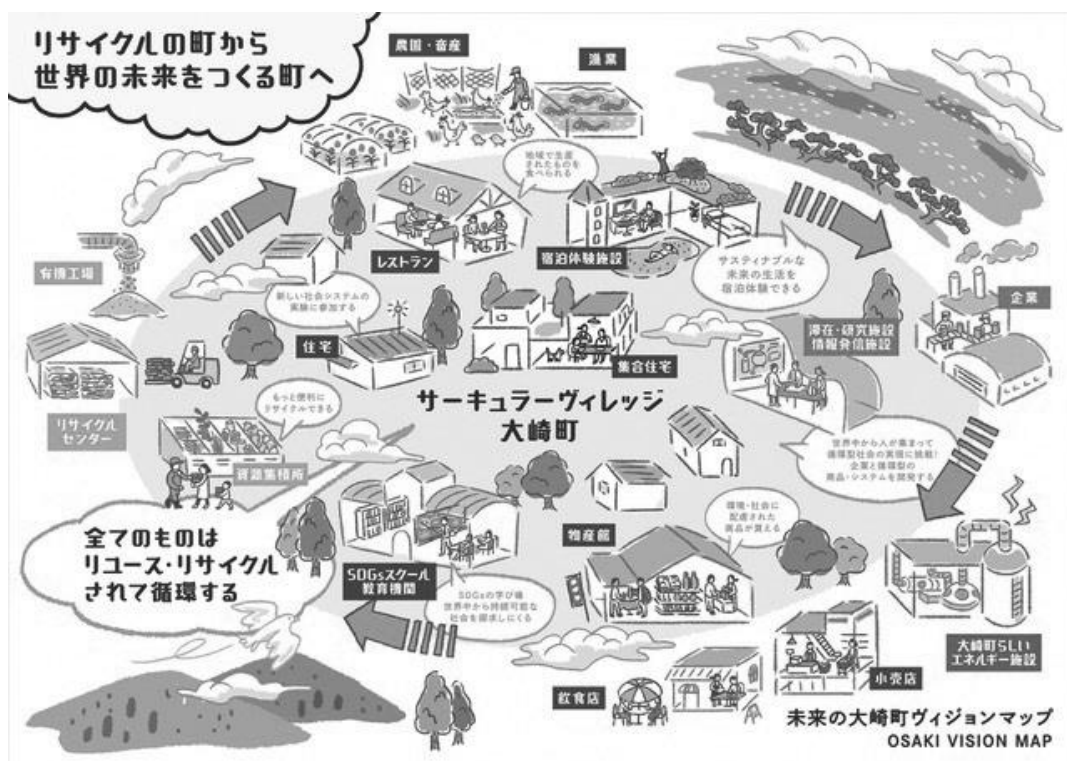 リサイクルの町から
世界の未来をつくる町へ
農園・畜産
漁業
地域で生産
されたものを
食べられる
レストラン
宿泊体験施設
サスティナブルな
未来の生活を
宿泊体験できる
有機工場
新しい社会システムの
実験に参加する
住宅
集合住宅
滞在・研究施設
情報発信施設
企業
サーキュラーヴィレッジ
大崎町
リサイクル
センター
もっと便利に
リサイクルできる
資源集積所
世界中から人が集まって
循環型社会の実現に挑戦!
企業と循環型の
商品・システムを開発する
全てのものは
リユース・リサイクル
されて循環する
SDGsスクール
教育機関
SDGsの学び場
世界中から持続可能な
社会を探求しにくる
物産館
環境・社会に
配慮された
商品が買える
大崎町らしい
エネルギー施設
小売店
飲食店
未来の大崎町ヴィジョンマップ
OSAKI VISION MAP